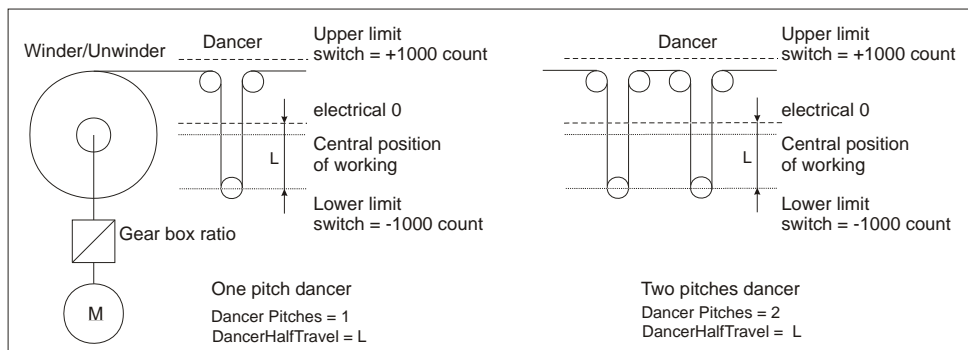 Winder/Unwinder
Dancer
Upper limit
switch = +1000 count
electrical 0
L
Central position
of working
Lower limit
switch = -1000 count
Gear box ratio
M
One pitch dancer
Dancer Pitches = 1
DancerHalfTravel = L
Dancer
Upper limit
switch = +1000 count
electrical 0
L
Central position
of working
Lower limit
switch = -1000 count
Two pitches dancer
Dancer Pitches = 2
DancerHalfTravel = L